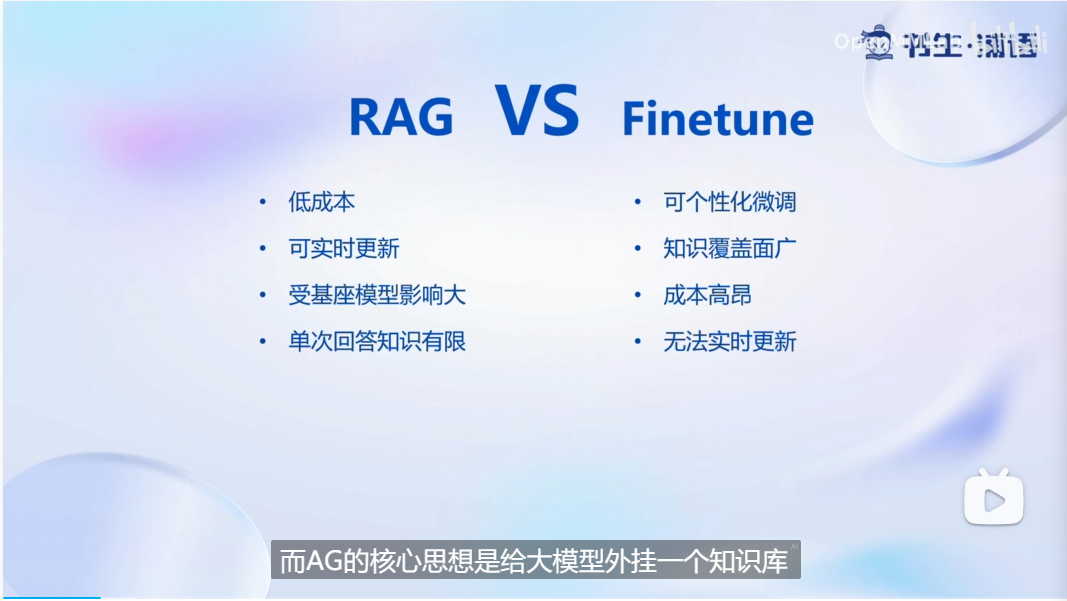 书生·浦语
RAG VS Finetune
• 低成本
• 可实时更新
• 受基座模型影响大
• 单次回答知识有限
• 可个性化微调
• 知识覆盖面广
• 成本高昂
• 无法实时更新
而AG的核心思想是给大模型外挂一个知识库
AI